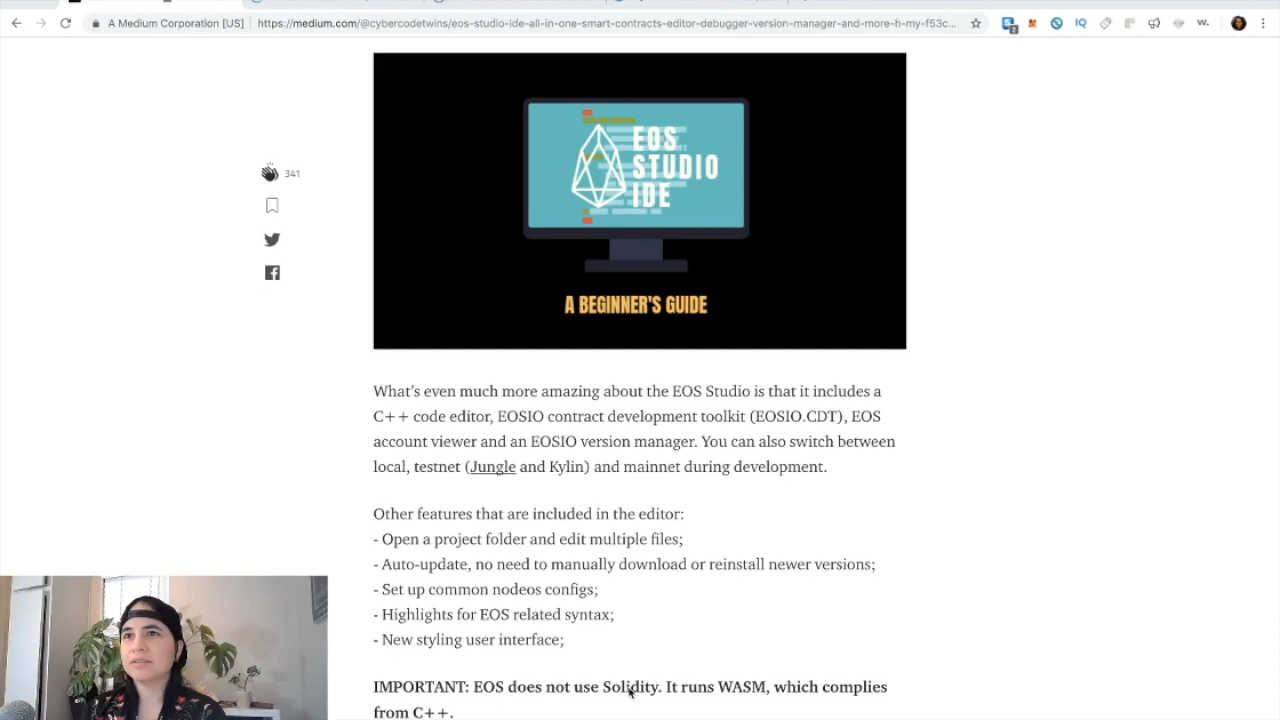 A Medium Corporation [US]
https://medium.com/@cybercodetwins/eos-studio-ide-all-in-one-smart-contracts-editor-debugger-version-manager-and-more-h-my-f53c...
2
IQ
w.
EOS
STUDIO
IDE
A BEGINNER'S GUIDE
341
What's even much more amazing about the EOS Studio is that it includes a
C++ code editor, EOSIO contract development toolkit (EOSIO.CDT), EOS
account viewer and an EOSIO version manager. You can also switch between
local, testnet (Jungle and Kylin) and mainnet during development.
Other features that are included in the editor:
- Open a project folder and edit multiple files;
- Auto-update, no need to manually download or reinstall newer versions;
- Set up common nodeos configs;
- Highlights for EOS related syntax;
- New styling user interface;
IMPORTANT: EOS does not use Solidity. It runs WASM, which complies
from C++.